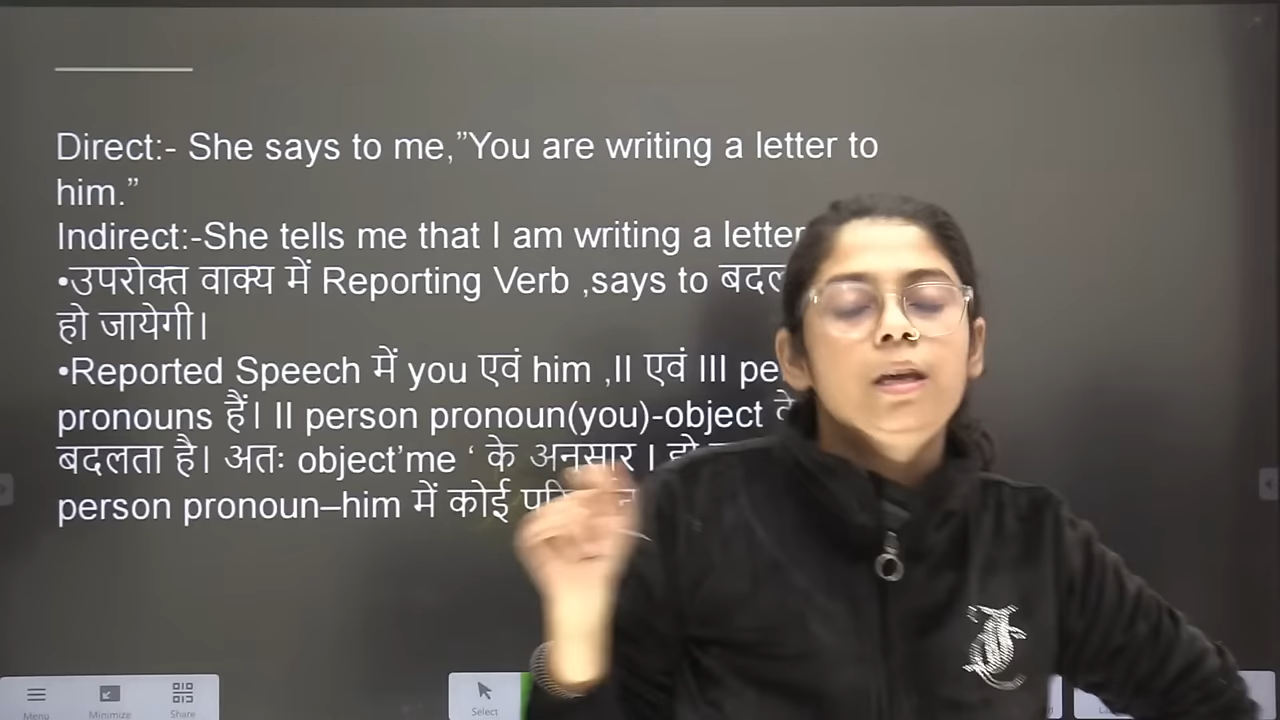 Direct:- She says to me,”You are writing a letter to
him.”
Indirect:-She tells me that I am writing a letter
•उपरोक्त वाक्य में Reporting Verb ,says to
हो जायेगी।
•Reported Speech में you एवं him ,II एवं III
pronouns हैं। II person pronoun(you)-object
बदलता है। अतः object’me ‘ के अनुसार I
person pronoun–him में कोई
Menu
Minimize
Share
Select